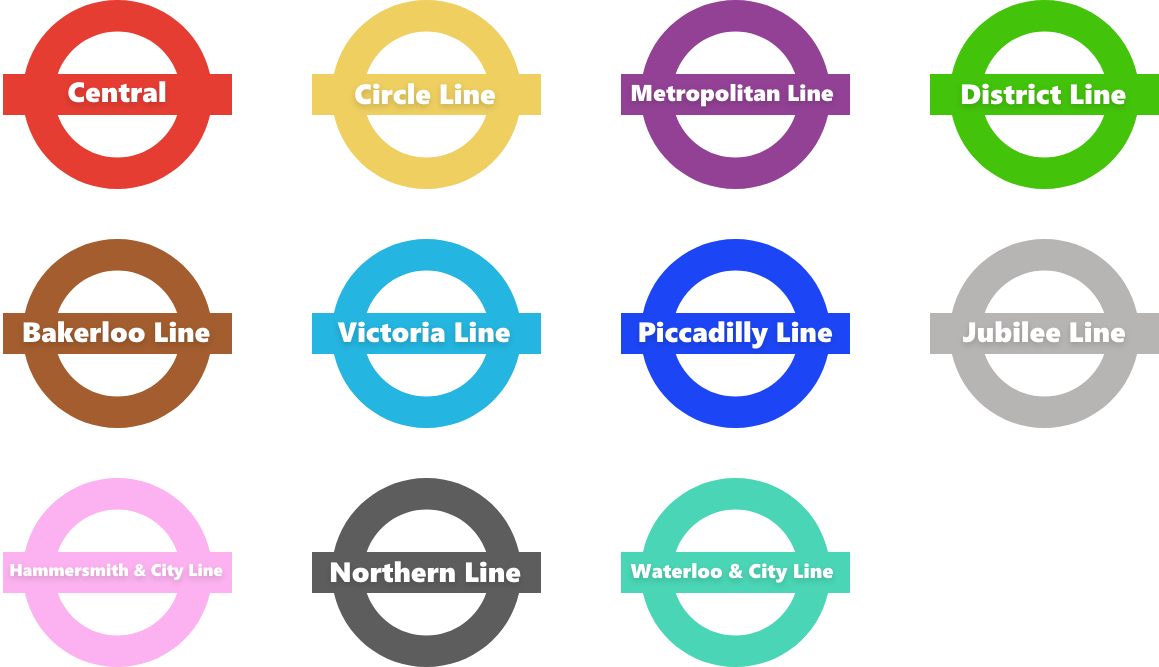 Central
Circle Line
Metropolitan Line
District Line
Bakerloo Line
Victoria Line
Piccadilly Line
Jubilee Line
Hammersmith & City Line
Northern Line
Waterloo & City Line